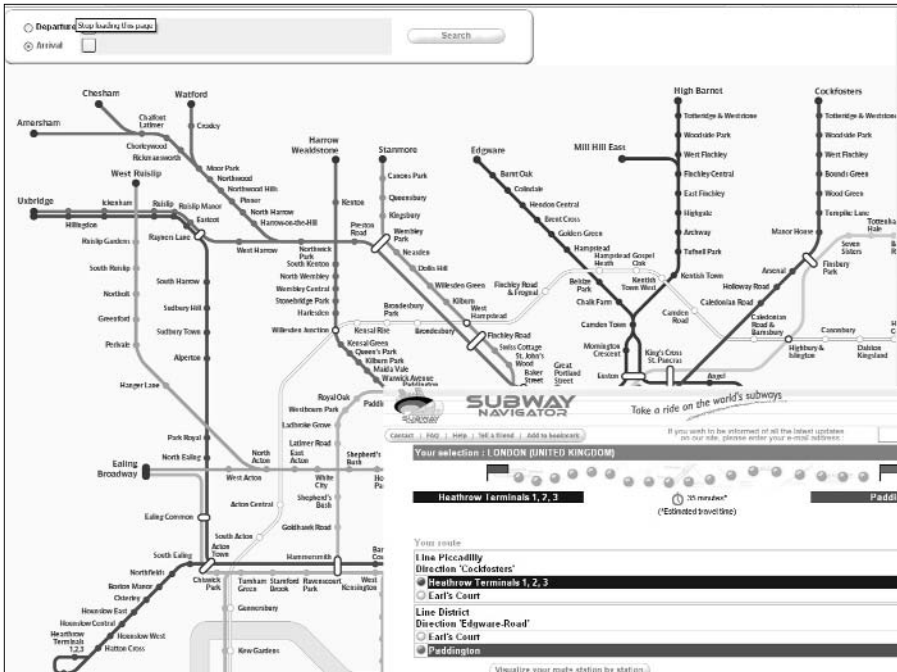 Departure
Stop loading this page
Arrival
Search
Chesham
Watford
High Barnet
Cockfosters
Amersham
Chalfont
Latimer
Croxley
Totteridge & Wetstone
Totteridge & Wetstone
Chorleywood
Rickmansworth
Harrow
Wealdstone
Stanmore
Edgware
Mill Hill East
Woodside Park
Woodside Park
West Finchley
West Finchley
Moor Park
Northwood
Northwood Hills
Pinner
North Harrow
Harrow-on-the-Hill
West Ruislip
Canons Park
Burnt Oak
Colindale
Finchley Central
Bounds Green
Uxbridge
Ickenham
Ruislip
Ruislip Manor
Eastcot
Hillington
Rayners Lane
Kenton
Queensbury
Kingsbury
Hendon Central
Brent Cross
Golden Green
East Finchley
Wood Green
Highgate
Turnpike Lane
Preston
Road
Wembley
Park
Ruislip Gardens
West Harrow
Northwick
Park
Neasden
Dollis Hill
Hampstead
Hampstead
Heath
Gospel
Oak
Archway
Manor House
Tufnell Park
Seven
Sisters
Tottenha
Hale
South Ruislip
South Harrow
South Kenton
North Wembley
Wembley Central
Stonebridge Park
Harlesden
Willesden Green
Kilburn
West
Hampstead
Finchley Road
& Frognal
Belsize
Park
Chalk Farm
Kentish
Town West
Kentish Town
Arsenal
Finsbury
Park
Holloway Road
Northolt
Sudbury Hill
Greenford
Sudbury Town
Willesden Junction
Kensal Rise
Brondesbury
Park
Brondesbury
Camden Town
Camden
Road
Caledonian Road
Caledonian
Road &
Barnsbury
Canonbury
Perivale
Alperton
Kensal Green
Queen's Park
Kilburn Park
Maida Vale
Warwick Avenue
Finchley Road
Swiss Cottage
St. John's
Wood
Baker
Street
Great
Portland
Street
Mornington
Crescent
Euston
King's Cross
St. Pancras
Angel
Highbury &
Islington
Dalston
Kingsland
Hanger Lane
Royal Oak
Westbourn Park
Ladbroke Grove
Latimer Road
Park Royal
North Ealing
North
Acton
East
Acton
White
City
Shepherd's
Bush
Ealing
Broadway
West Acton
Shepherd's
Bush
Ealing Common
Acton Central
South Acton
Goldhawk Road
South Ealing
Acton
Town
Hammersmith
Northfields
Boston Manor
Osterley
Hounslow East
Hounslow Central
Hounslow West
Hatton Cross
Heathrow
Terminals
1,2,3
Chiswick
Park
Turnham
Green
Stamford
Brook
Ravenscourt
Park
West
Kensington
Gunnersbury
Kew Gardens
SUBWAY
NAVIGATOR
Take a ride on the world's subways
Contact | FAQ | Help | Tell a friend | Add to bookmark
If you wish to be informed of all the latest updates
on our site, please enter your e-mail address :
Your selection : LONDON (UNITED KINGDOM)
Heathrow Terminals 1, 2, 3
35 minutes*
Paddi
(*Estimated travel time)
Your route
Line Piccadilly
Direction 'Cockfosters'
Heathrow Terminals 1, 2, 3
Earl's Court
Line District
Direction 'Edgware-Road'
Earl's Court
Paddington
Visualize your route station by station